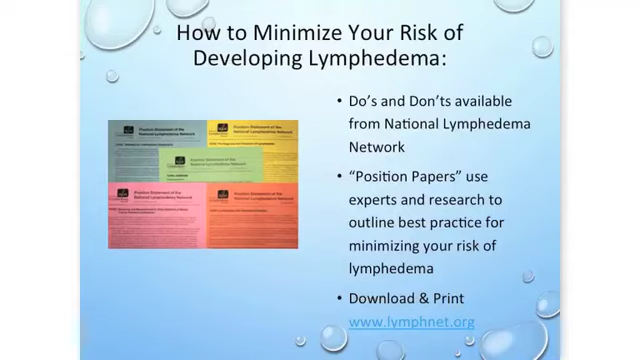 How to Minimize Your Risk of
Developing Lymphedema:
Position Statement of the
National Lymphedema Network
Position Statement of the
National Lymphedema Network
Position Statement of the
National Lymphedema Network
Position Statement of the
National Lymphedema Network
Position Statement of the
National Lymphedema Network
• Do's and Don'ts available
from National Lymphedema
Network
• “Position Papers” use
experts and research to
outline best practice for
minimizing your risk of
lymphedema
• Download & Print
www.lymphnet.org